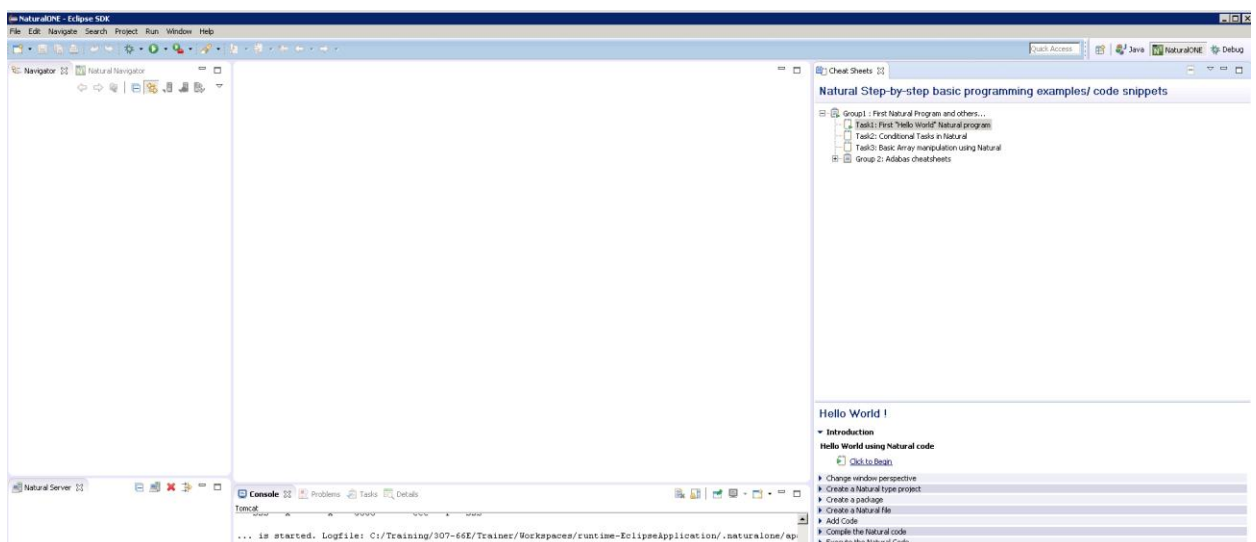 NaturalONE - Eclipse SDK
File Edit Navigate Search Project Run Window Help
Quick Access Java NaturalONE Debug
Navigator Natural Navigator
Cheat Sheets
Natural Step-by-step basic programming examples/ code snippets
Group1 : First Natural Program and others...
Task1: First "Hello World" Natural program
Task2: Conditional Tasks in Natural
Task3: Basic Array manipulation using Natural
Group 2: Adabas cheatsheets
Hello World !
Introduction
Hello World using Natural code
Click to Begin
Change window perspective
Create a Natural type project
Create a package
Create a Natural file
Add Code
Compile the Natural code
Execute the Natural Code
Natural Server
Console Problems Tasks Details
Tomcat
... is started. Logfile: C:/Training/307-66E/Trainer/Workspaces/runtime-EclipseApplication/.naturalone/ap